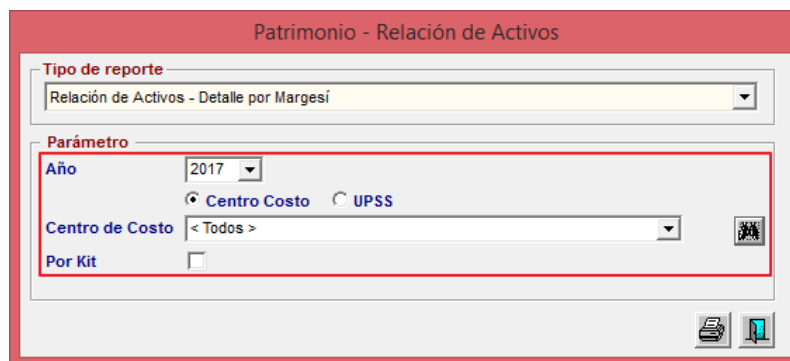 Patrimonio - Relación de Activos
Tipo de reporte
Relación de Activos - Detalle por Margesí
Parámetro
Año 2017
Centro Costo UPSS
Centro de Costo < Todos >
Por Kit